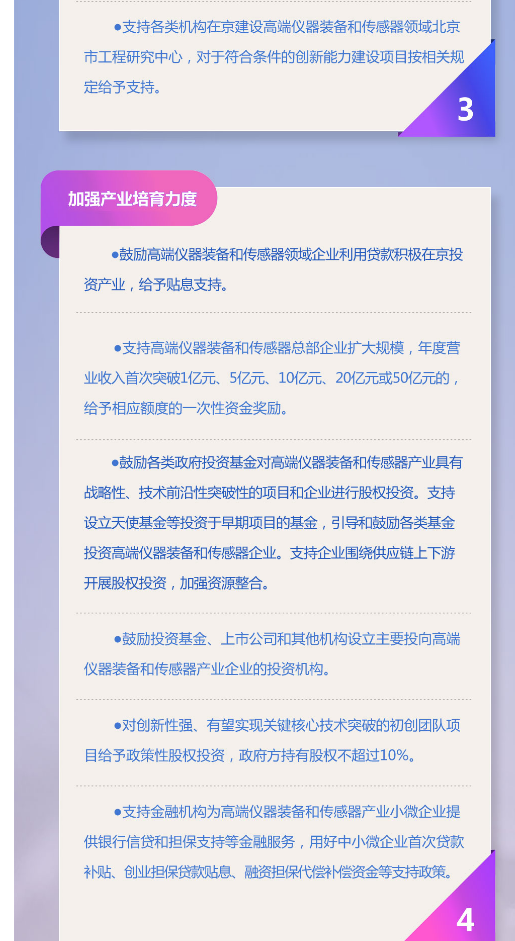 ●支持各类机构在京建设高端仪器装备和传感器领域北京
市工程研究中心，对于符合条件的创新能力建设项目按相关规
定给予支持。
3
加强产业培育力度
●鼓励高端仪器装备和传感器领域企业利用贷款积极在京投
资产业，给予贴息支持。
●支持高端仪器装备和传感器总部企业扩大规模，年度营
业收入首次突破1亿元、5亿元、10亿元、20亿元或50亿元的，
给予相应额度的一次性资金奖励。
●鼓励各类政府投资基金对高端仪器装备和传感器产业具有
战略性、技术前沿性突破性的项目和企业进行股权投资。支持
设立天使基金等投资于早期项目的基金，引导和鼓励各类基金
投资高端仪器装备和传感器企业。支持企业围绕供应链上下游
开展股权投资，加强资源整合。
●鼓励投资基金、上市公司和其他机构设立主要投向高端
仪器装备和传感器产业企业的投资机构。
●对创新性强、有望实现关键核心技术突破的初创团队项
目给予政策性股权投资，政府方持有股权不超过10%。
●支持金融机构为高端仪器装备和传感器产业小微企业提
供银行信贷和担保支持等金融服务，用好中小微企业首次贷款
补贴、创业担保贷款贴息、融资担保代偿补偿资金等支持政策。
4